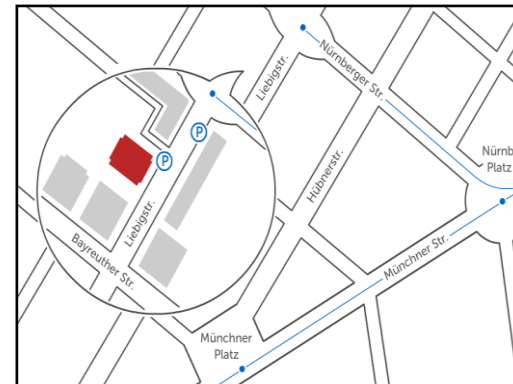 Liebigstr.
Nürnberger Str.
Hübnerstr.
Nürnb
Platz
P
P
Liebigstr.
Bayreuther Str.
Münchner Str.
Münchner
Platz